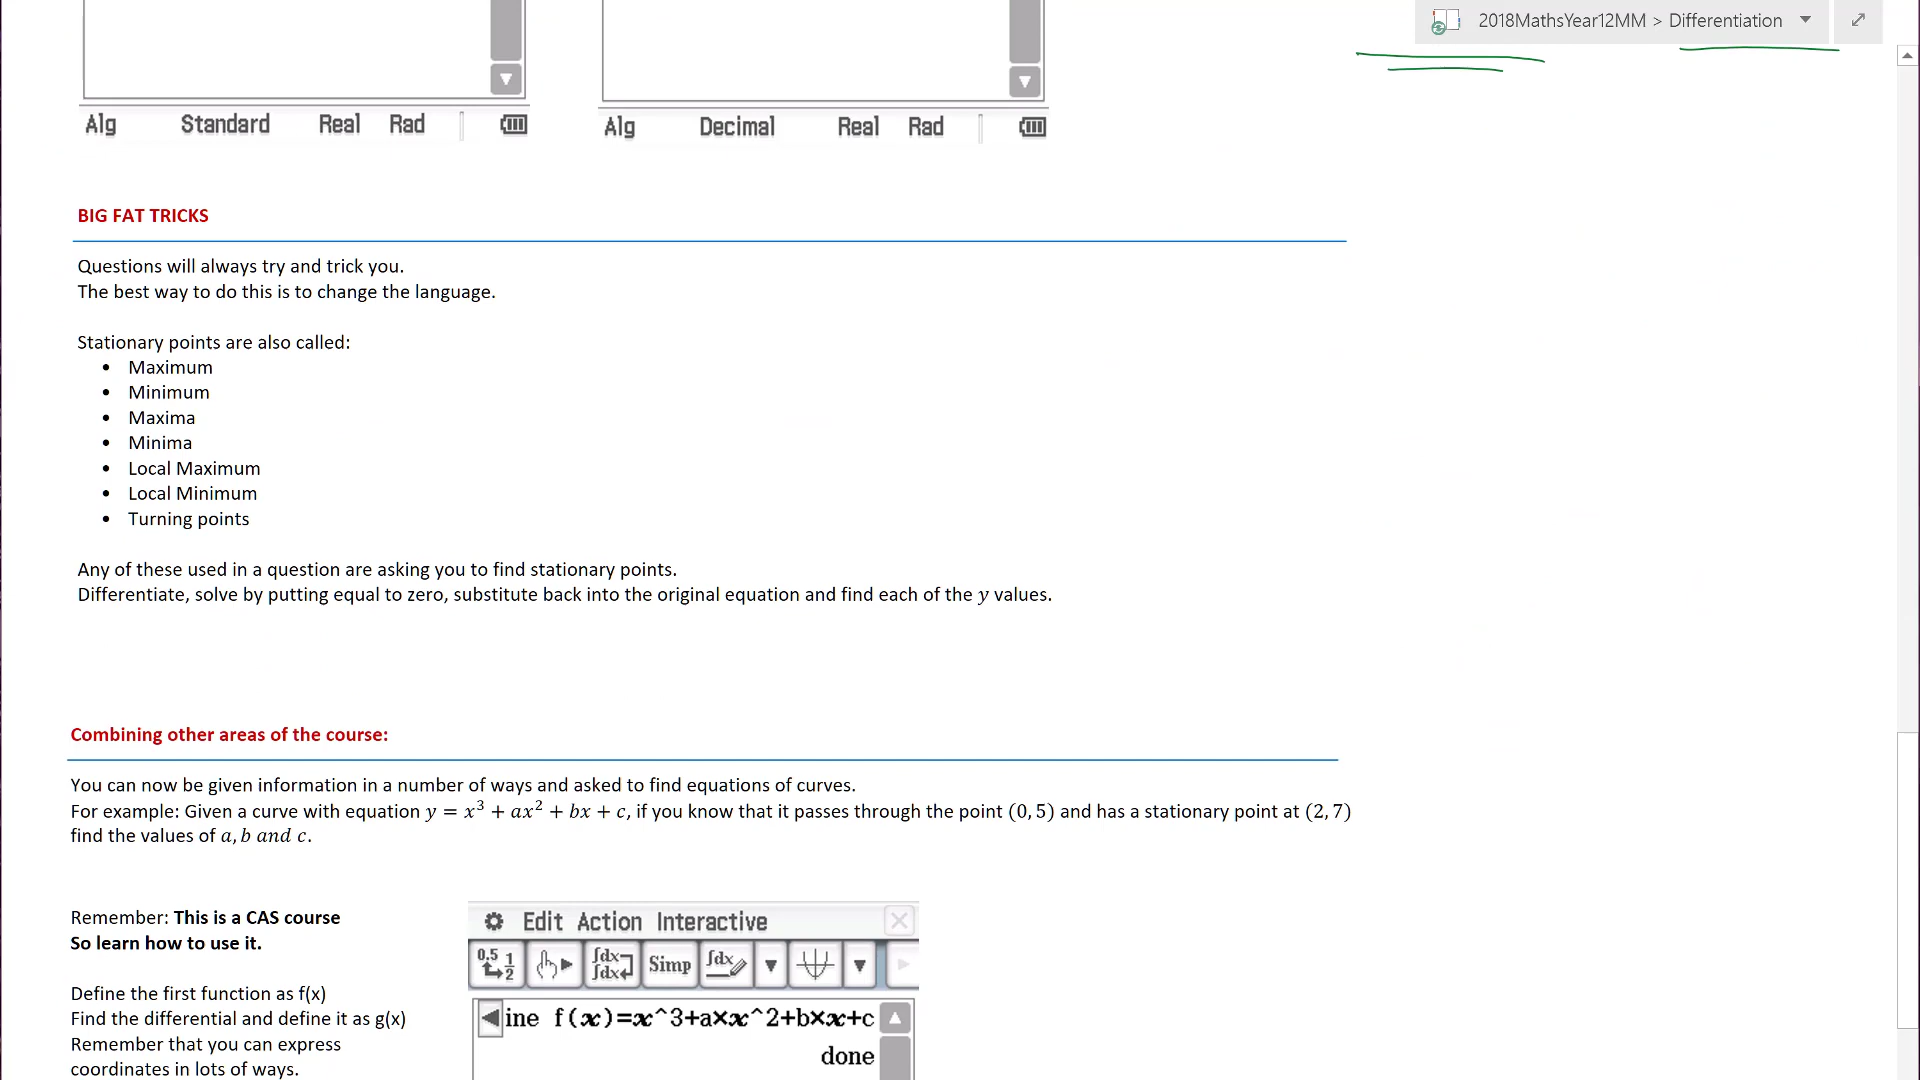 2018MathsYear12MM > Differentiation
Alg Standard Real Rad
Alg Decimal Real Rad
BIG FAT TRICKS
Questions will always try and trick you.
The best way to do this is to change the language.
Stationary points are also called:
• Maximum
• Minimum
• Maxima
• Minima
• Local Maximum
• Local Minimum
• Turning points
Any of these used in a question are asking you to find stationary points.
Differentiate, solve by putting equal to zero, substitute back into the original equation and find each of the y values.
Combining other areas of the course:
You can now be given information in a number of ways and asked to find equations of curves.
For example: Given a curve with equation y = x³ + ax² + bx + c, if you know that it passes through the point (0, 5) and has a stationary point at (2, 7)
find the values of a, b and c.
Remember: This is a CAS course
So learn how to use it.
Define the first function as f(x)
Find the differential and define it as g(x)
Remember that you can express
coordinates in lots of ways.
Edit Action Interactive
0.5 1/2 ∫dx ∫dx Simp ∫dx
ine f(x)=x^3+a×x^2+b×x+c
done